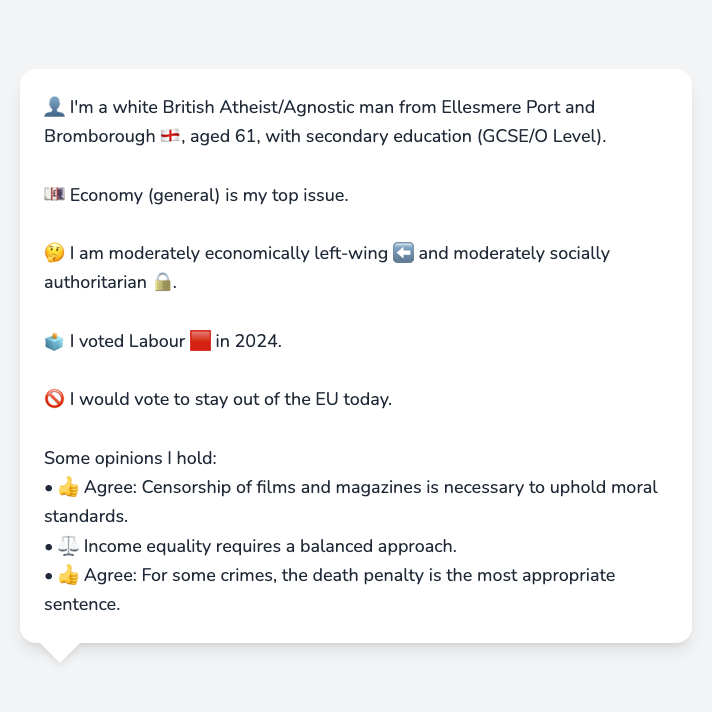 👤 I'm a white British Atheist/Agnostic man from Ellesmere Port and
Bromborough 🏴󠁧󠁢󠁥󠁮󠁧󠁿, aged 61, with secondary education (GCSE/O Level).
💷 Economy (general) is my top issue.
🤔 I am moderately economically left-wing ⬅️ and moderately socially
authoritarian 🔒.
🗳️ I voted Labour 🟥 in 2024.
🚫 I would vote to stay out of the EU today.
Some opinions I hold:
• 👍 Agree: Censorship of films and magazines is necessary to uphold moral
standards.
• ⚖️ Income equality requires a balanced approach.
• 👍 Agree: For some crimes, the death penalty is the most appropriate
sentence.